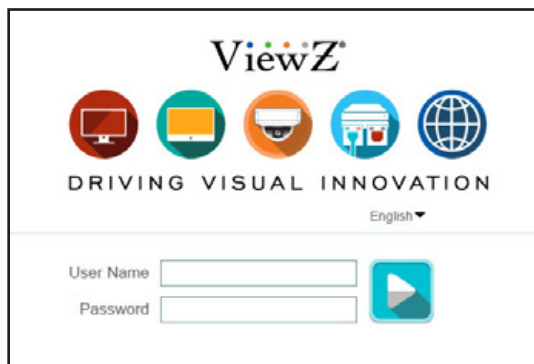 ViewZ
DRIVING VISUAL INNOVATION
English
User Name
Password